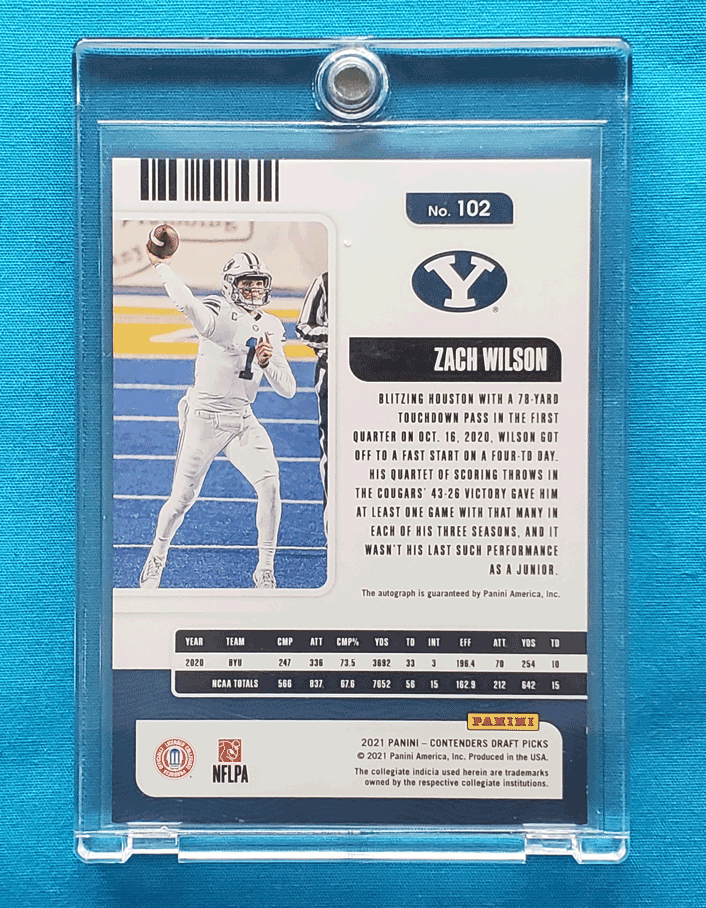 No. 102
Y
®
ZACH WILSON
BLITZING HOUSTON WITH A 78-YARD
TOUCHDOWN PASS IN THE FIRST
QUARTER ON OCT. 16, 2020, WILSON GOT
OFF TO A FAST START ON A FOUR-TD DAY.
HIS QUARTET OF SCORING THROWS IN
THE COUGARS' 43-26 VICTORY GAVE HIM
AT LEAST ONE GAME WITH THAT MANY IN
EACH OF HIS THREE SEASONS, AND IT
WASN'T HIS LAST SUCH PERFORMANCE
AS A JUNIOR.
The autograph is guaranteed by Panini America, Inc.
1
YEAR TEAM CMP ATT CMP% YDS TD INT EFF ATT. YDS TD
2020 BYU 247 336 73.5 3692 33 3 196.4 70 254 10
NCAA TOTALS 566 837 67.6 7652 56 15 162.9 212 642 15
PANINI
2021 PANINI – CONTENDERS DRAFT PICKS
© 2021 Panini America, Inc. Produced in the USA.
The collegiate indicia used herein are trademarks
owned by the respective collegiate institutions.
NFLPA